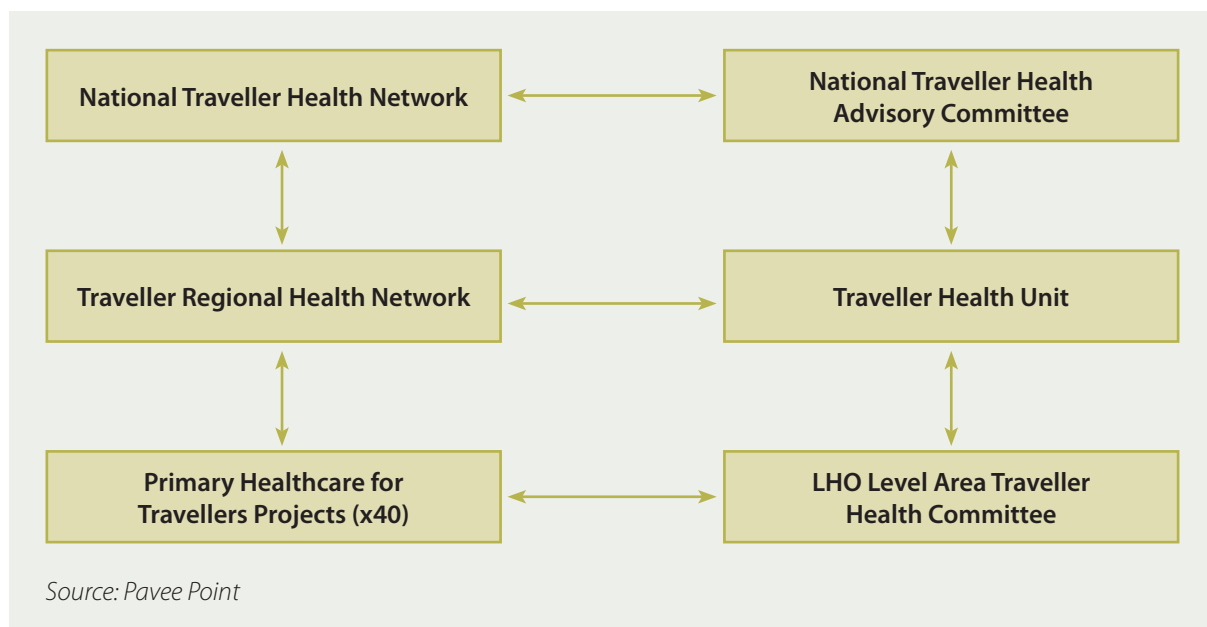 National Traveller Health Network
National Traveller Health
Advisory Committee
Traveller Regional Health Network
Traveller Health Unit
Primary Healthcare for
Travellers Projects (x40)
LHO Level Area Traveller
Health Committee
Source: Pavee Point